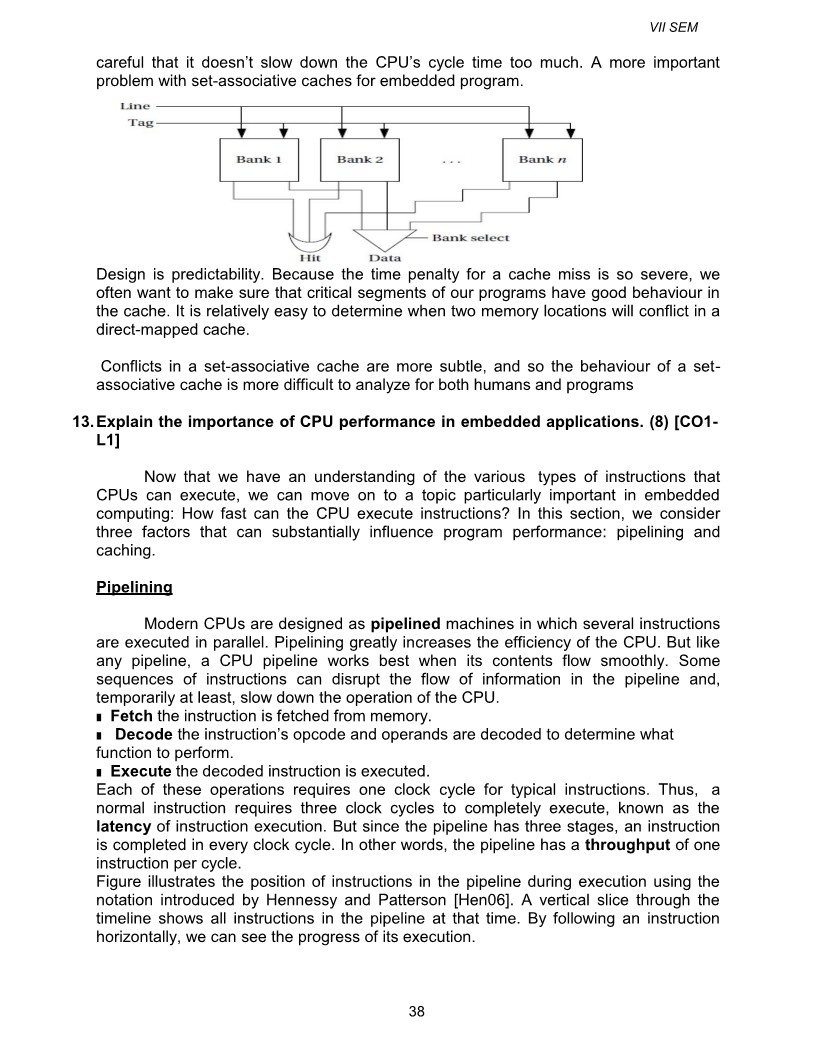 VII SEM
careful that it doesn’t slow down the CPU’s cycle time too much. A more important
problem with set-associative caches for embedded program.
Line
Tag
Bank 1
Bank 2
. . .
Bank n
Bank select
Hit
Data
Design is predictability. Because the time penalty for a cache miss is so severe, we
often want to make sure that critical segments of our programs have good behaviour in
the cache. It is relatively easy to determine when two memory locations will conflict in a
direct-mapped cache.
Conflicts in a set-associative cache are more subtle, and so the behaviour of a set-
associative cache is more difficult to analyze for both humans and programs
13. Explain the importance of CPU performance in embedded applications. (8) [CO1-
L1]
Now that we have an understanding of the various types of instructions that
CPUs can execute, we can move on to a topic particularly important in embedded
computing: How fast can the CPU execute instructions? In this section, we consider
three factors that can substantially influence program performance: pipelining and
caching.
Pipelining
Modern CPUs are designed as pipelined machines in which several instructions
are executed in parallel. Pipelining greatly increases the efficiency of the CPU. But like
any pipeline, a CPU pipeline works best when its contents flow smoothly. Some
sequences of instructions can disrupt the flow of information in the pipeline and,
temporarily at least, slow down the operation of the CPU.
▮ Fetch the instruction is fetched from memory.
▮ Decode the instruction’s opcode and operands are decoded to determine what
function to perform.
▮ Execute the decoded instruction is executed.
Each of these operations requires one clock cycle for typical instructions. Thus, a
normal instruction requires three clock cycles to completely execute, known as the
latency of instruction execution. But since the pipeline has three stages, an instruction
is completed in every clock cycle. In other words, the pipeline has a throughput of one
instruction per cycle.
Figure illustrates the position of instructions in the pipeline during execution using the
notation introduced by Hennessy and Patterson [Hen06]. A vertical slice through the
timeline shows all instructions in the pipeline at that time. By following an instruction
horizontally, we can see the progress of its execution.
38